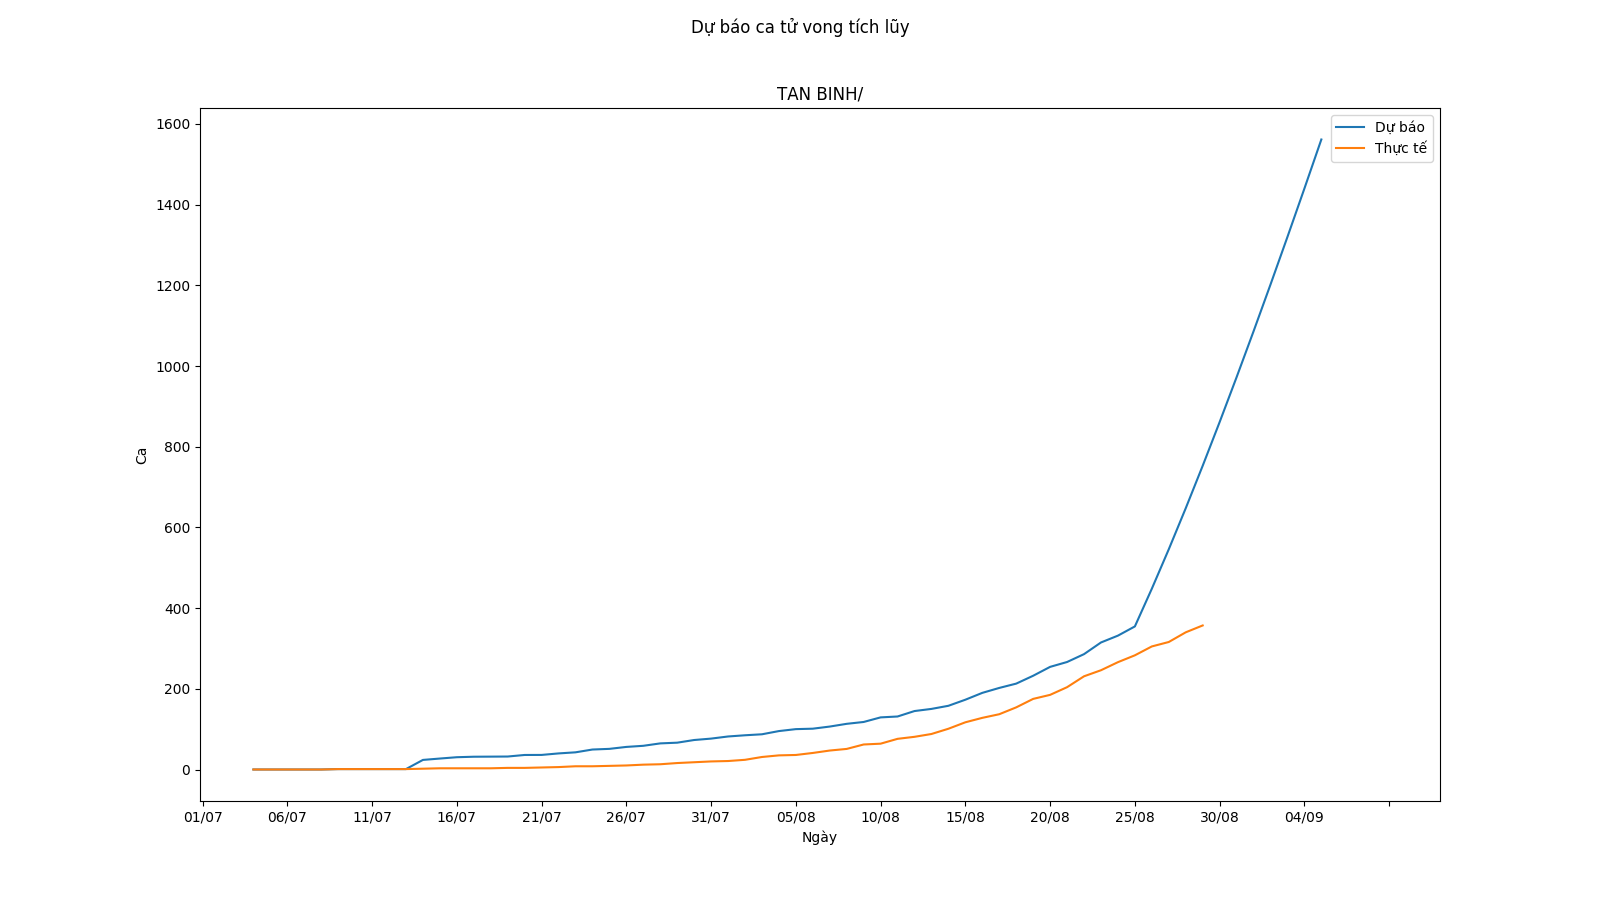 Dự báo ca tử vong tích lũy
TAN BINH/
Dự báo
Thực tế
1600
1400
1200
1000
800
600
400
200
0
Ca
01/07 06/07 11/07 16/07 21/07 26/07 31/07 05/08 10/08 15/08 20/08 25/08 30/08 04/09
Ngày